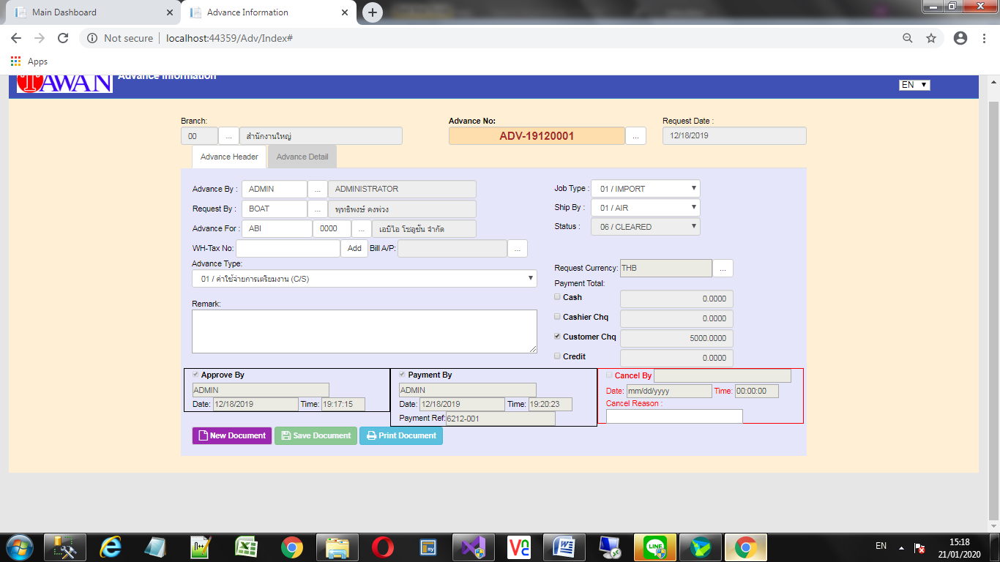 Main Dashboard
Advance Information
Not secure | localhost:44359/Adv/Index#
Apps
TAWAN Advance Information
EN
Branch: Advance No: Request Date :
00 ... สำนักงานใหญ่ ADV-19120001 ... 12/18/2019
Advance Header Advance Detail
Advance By : ADMIN ... ADMINISTRATOR Job Type : 01 / IMPORT
Request By : BOAT ... พุทธิพงษ์ คงพ่วง Ship By : 01 / AIR
Advance For : ABI 0000 ... เอบีไอ โซลูชั่น จำกัด Status : 06 / CLEARED
WH-Tax No: Add Bill A/P: ...
Advance Type: Request Currency: THB ...
01 / ค่าใช้จ่ายการเตรียมงาน (C/S) Payment Total:
Remark: Cash 0.0000
Cashier Chq 0.0000
Customer Chq 5000.0000
Credit 0.0000
Approve By Payment By Cancel By
ADMIN ADMIN Date: mm/dd/yyyy Time: 00:00:00
Date: 12/18/2019 Time: 19:17:15 Date: 12/18/2019 Time: 19:20:23 Cancel Reason :
Payment Ref: 6212-001
New Document Save Document Print Document
EN 15:18
21/01/2020